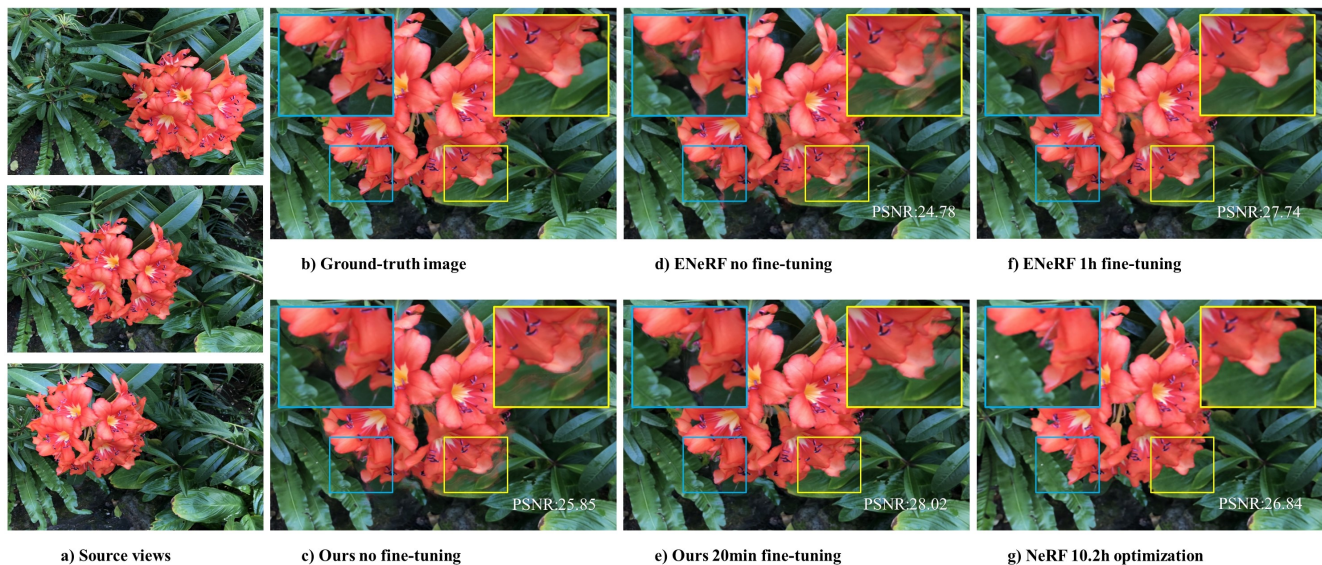 PSNR:24.78
PSNR:27.74
b) Ground-truth image
d) ENeRF no fine-tuning
f) ENeRF 1h fine-tuning
PSNR:25.85
PSNR:28.02
PSNR:26.84
a) Source views
c) Ours no fine-tuning
e) Ours 20min fine-tuning
g) NeRF 10.2h optimization